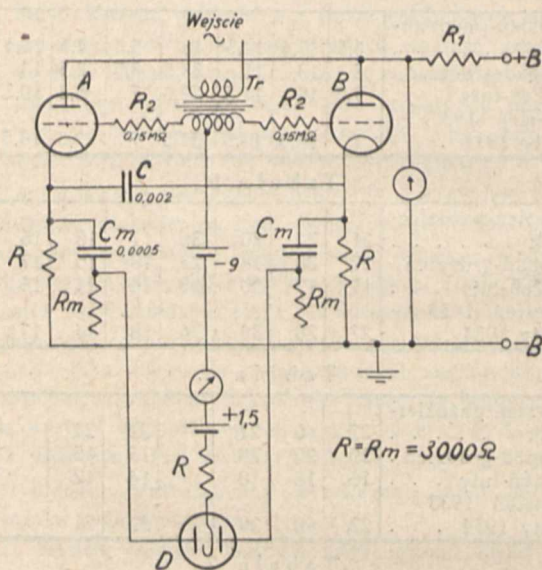 Wejscie
~
A
Tr
B
R1
+B
R2
0,15MΩ
R2
0,15MΩ
C
0,002
R
Cm
0,0005
Rm
-9
Cm
Rm
R
-B
+1,5
R
D
R=Rm=3000Ω